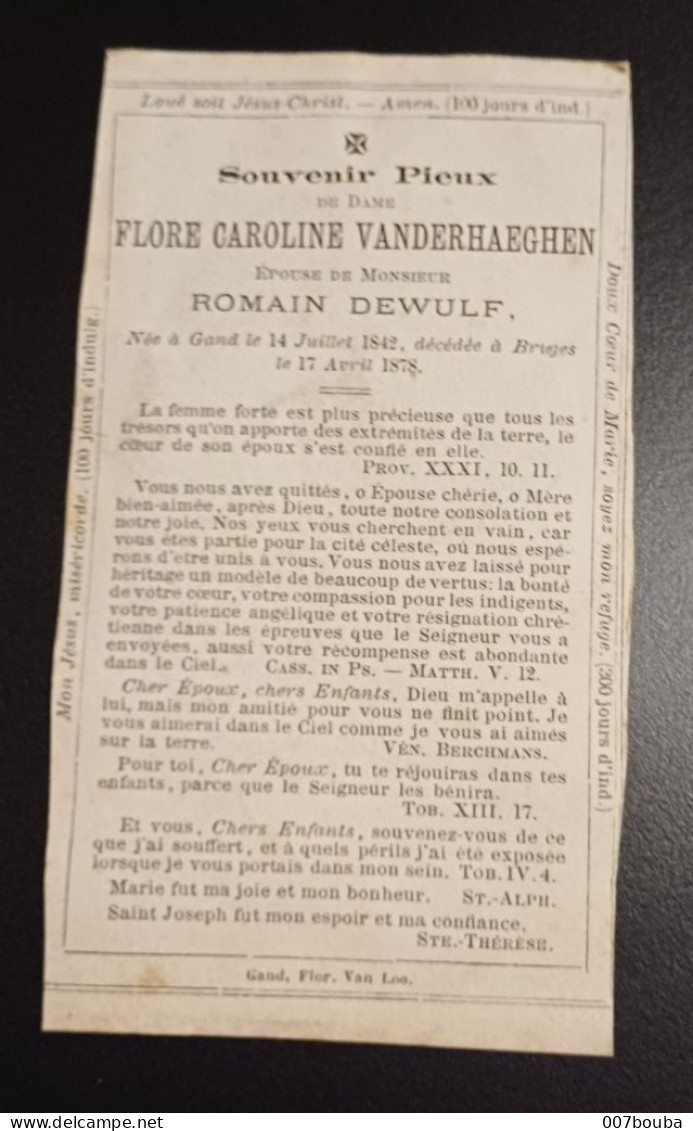 Loué soit Jésus-Christ. — Amen. (100 jours d'ind.)
Souvenir Pieux
DE DAME
FLORE CAROLINE VANDERHAEGHEN
ÉPOUSE DE MONSIEUR
ROMAIN DEWULF,
Née à Gand le 14 Juillet 1842, décédée à Bruges
le 17 Avril 1878.
La femme forte est plus précieuse que tous les
trésors qu'on apporte des extrémités de la terre, le
cœur de son époux s'est confié en elle.
PROV. XXXI, 10. 11.
Vous nous avez quittés, o Épouse chérie, o Mère
bien-aimée, après Dieu, toute notre consolation et
notre joie. Nos yeux vous cherchent en vain, car
vous êtes partie pour la cité céleste, où nous espé-
rons d'etre unis à vous. Vous nous avez laissé pour
héritage un modèle de beaucoup de vertus: la bonté
de votre cœur, votre compassion pour les indigents,
votre patience angélique et votre résignation chré-
tienne dans les épreuves que le Seigneur vous a
envoyées, aussi votre récompense est abondante
dans le Ciel. CASS. IN PS. — MATTH. V. 12.
Cher Époux, chers Enfants, Dieu m'appelle à
lui, mais mon amitié pour vous ne finit point. Je
vous aimerai dans le Ciel comme je vous ai aimés
sur la terre. VÉN. BERCHMANS.
Pour toi, Cher Époux, tu te réjouiras dans tes
enfants, parce que le Seigneur les bénira.
TOB. XIII. 17.
Et vous, Chers Enfants, souvenez-vous de ce
que j'ai souffert, et à quels périls j'ai été exposée
lorsque je vous portais dans mon sein. TOB. IV. 4.
Marie fut ma joie et mon bonheur. ST.-ALPH.
Saint Joseph fut mon espoir et ma confiance.
STE.-THÉRÈSE.
Gand, Flor. Van Loo.
Mon Jésus, miséricorde. (100 jours d'indulg.)
Doux Cœur de Marie, soyez mon refuge. (300 jours d'ind.)
007bouba